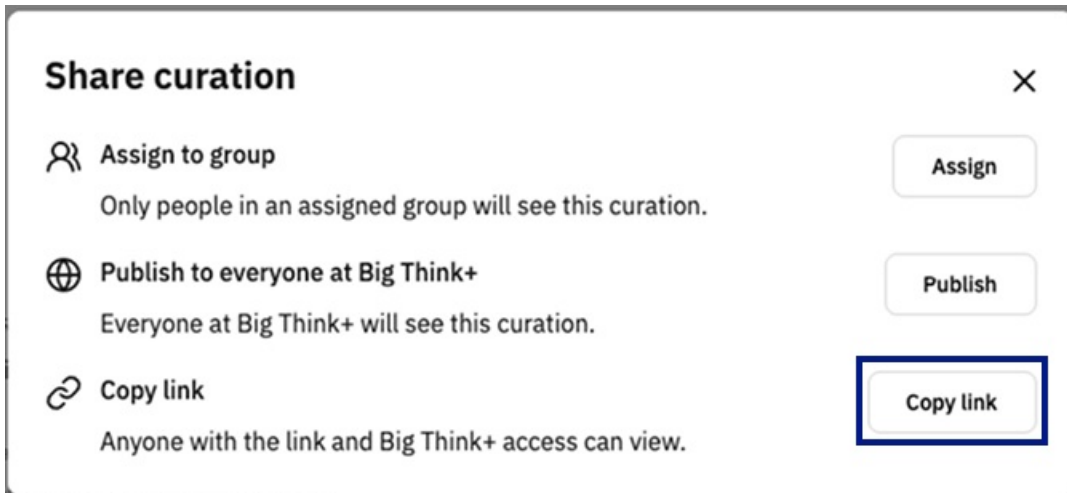 Share curation
Assign to group
Assign
Only people in an assigned group will see this curation.
Publish to everyone at Big Think+
Publish
Everyone at Big Think+ will see this curation.
Copy link
Copy link
Anyone with the link and Big Think+ access can view.